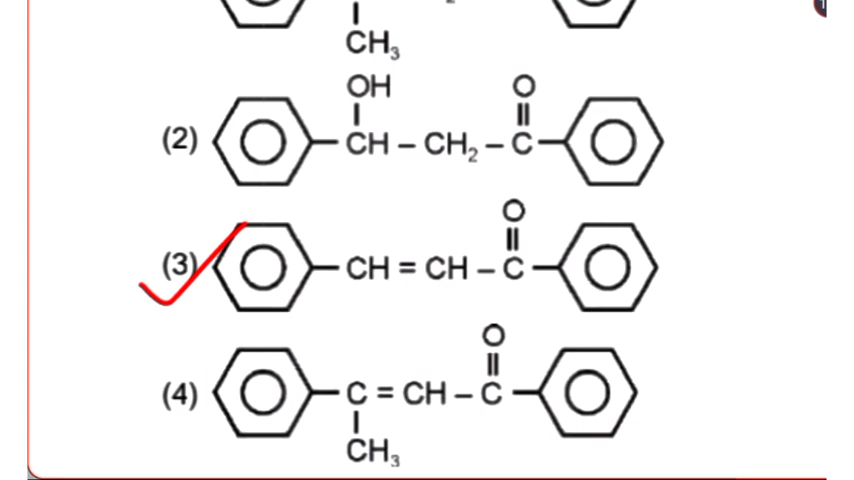 CH₃
OH O
(2) CH – CH₂ – C
O
(3) CH = CH – C
O
(4) C = CH – C
CH₃